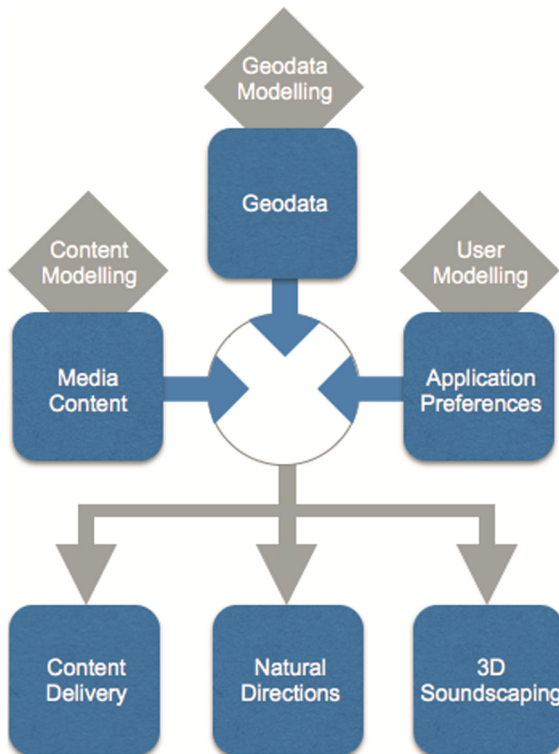 Geodata
Modelling
Geodata
Content
Modelling
User
Modelling
Media
Content
Application
Preferences
Content
Delivery
Natural
Directions
3D
Soundscaping